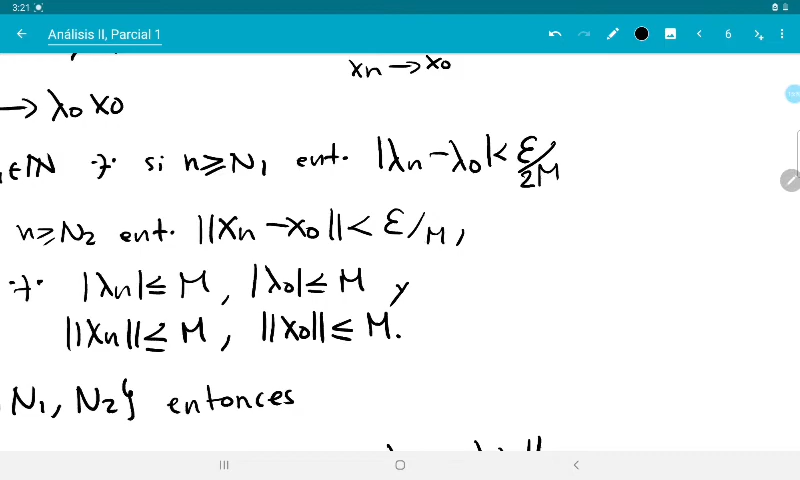 3:21
Análisis II, Parcial 1
6
xn → x0
→ λ0 x0
∈ℕ ∋· si n ≥ N1 ent. |λn − λ0| < ε/2M
n ≥ N2 ent. ||xn − x0|| < ε/M,
∋· |λn| ≤ M, |λ0| ≤ M y
||xn|| ≤ M, ||x0|| ≤ M.
N1, N2} entonces